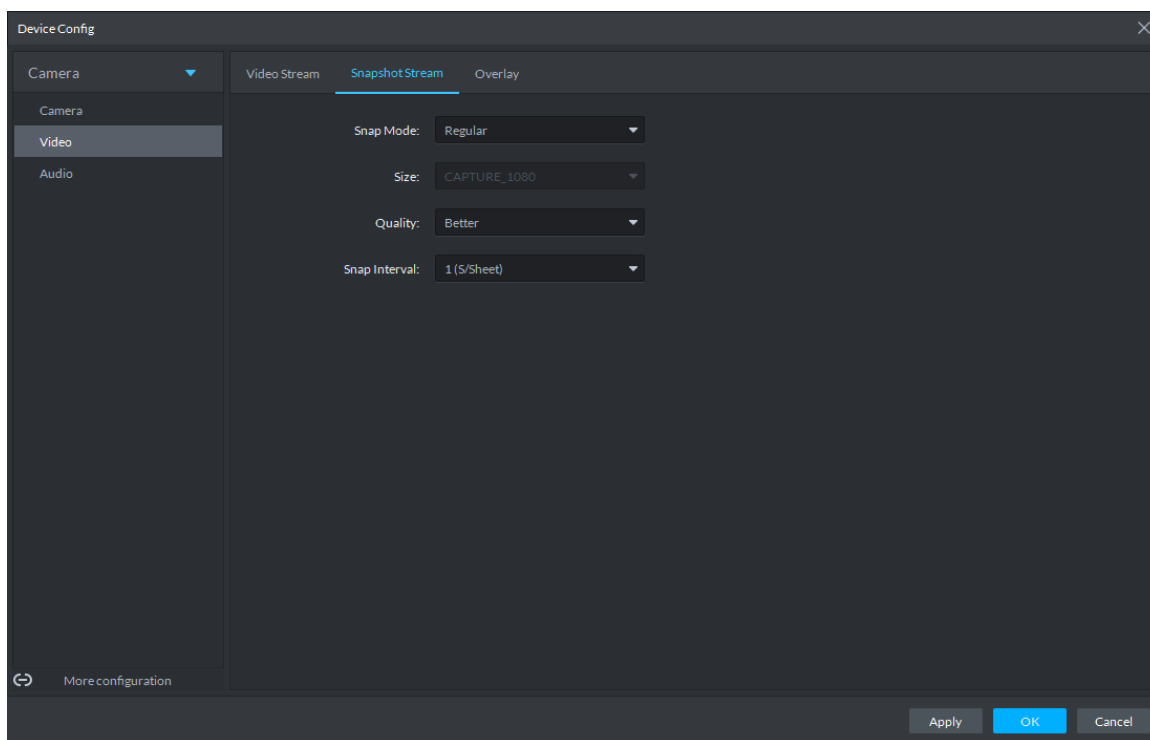 Device Config
Camera
Video Stream Snapshot Stream Overlay
Camera
Snap Mode: Regular
Video
Audio
Size: CAPTURE_1080
Quality: Better
Snap Interval: 1 (S/Sheet)
More configuration
Apply OK Cancel